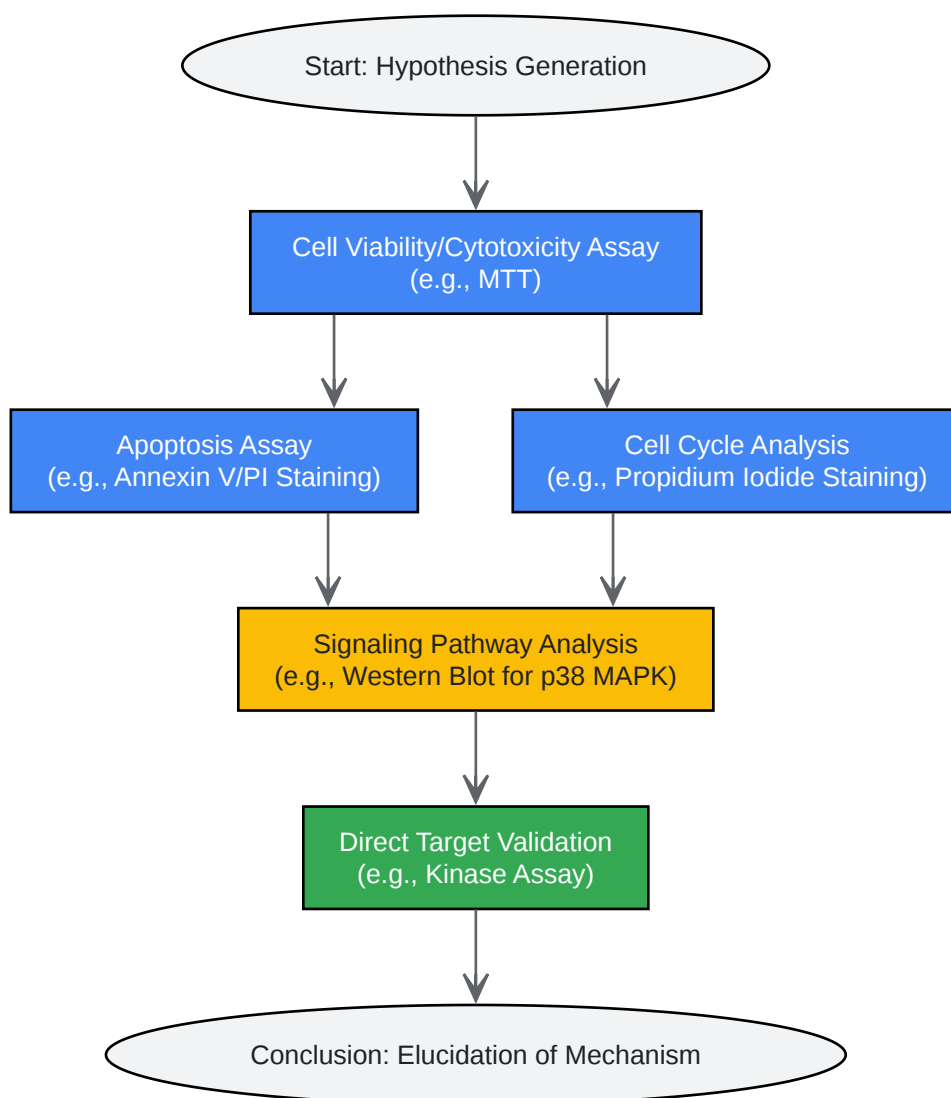 Start: Hypothesis Generation
Cell Viability/Cytotoxicity Assay
(e.g., MTT)
Apoptosis Assay
(e.g., Annexin V/PI Staining)
Cell Cycle Analysis
(e.g., Propidium Iodide Staining)
Signaling Pathway Analysis
(e.g., Western Blot for p38 MAPK)
Direct Target Validation
(e.g., Kinase Assay)
Conclusion: Elucidation of Mechanism